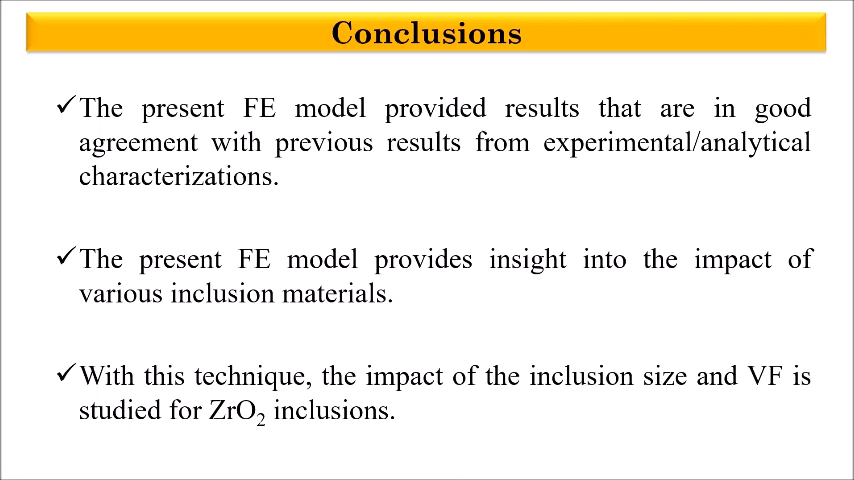 Conclusions
✓The present FE model provided results that are in good
agreement with previous results from experimental/analytical
characterizations.
✓The present FE model provides insight into the impact of
various inclusion materials.
✓With this technique, the impact of the inclusion size and VF is
studied for ZrO₂ inclusions.